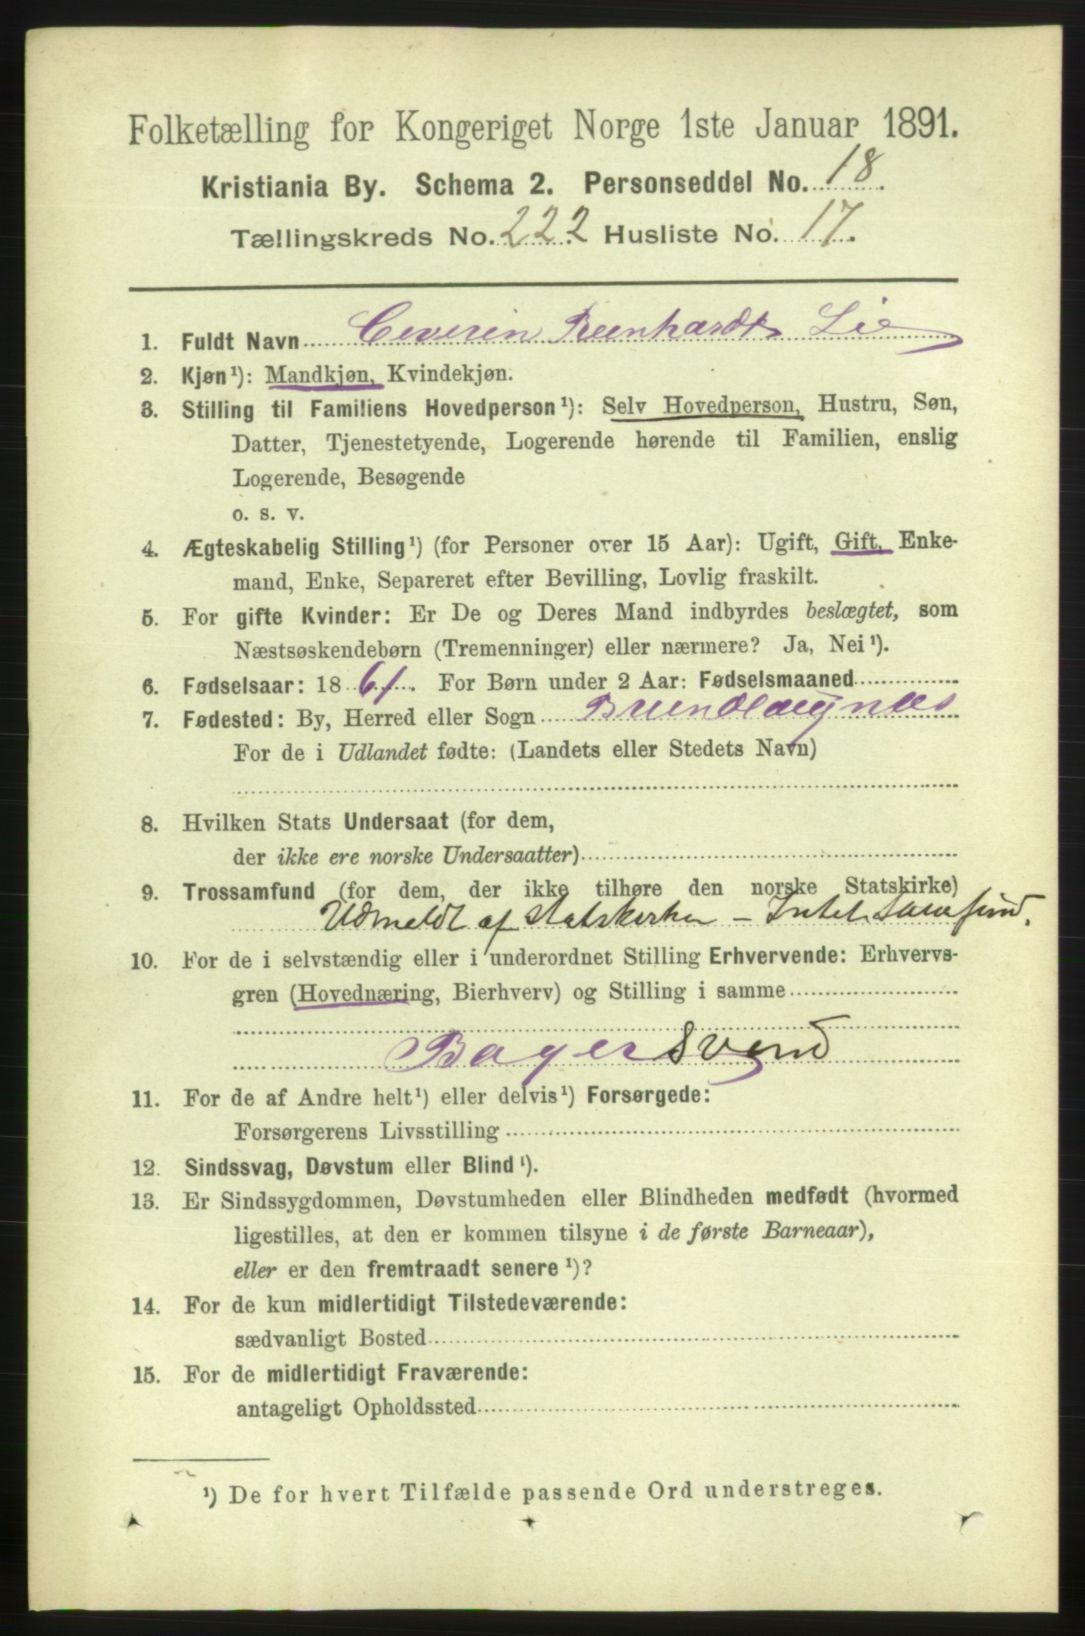 Folketælling for Kongeriget Norge 1ste Januar 1891.
Kristiania By. Schema 2. Personseddel No. 18.
Tællingskreds No. 222 Husliste No. 17.
1. Fuldt Navn Ceverin Reenhardt Lie
2. Kjøn¹): Mandkjøn, Kvindekjøn.
3. Stilling til Familiens Hovedperson¹): Selv Hovedperson, Hustru, Søn,
Datter, Tjenestetyende, Logerende hørende til Familien, enslig
Logerende, Besøgende
o. s. v.
4. Ægteskabelig Stilling¹) (for Personer over 15 Aar): Ugift, Gift, Enke-
mand, Enke, Separeret efter Bevilling, Lovlig fraskilt.
5. For gifte Kvinder: Er De og Deres Mand indbyrdes beslægtet, som
Næstsøskendebørn (Tremenninger) eller nærmere? Ja, Nei¹).
6. Fødselsaar: 1861. For Børn under 2 Aar: Fødselsmaaned
7. Fødested: By, Herred eller Sogn Brundlaugnæs
For de i Udlandet fødte: (Landets eller Stedets Navn)
8. Hvilken Stats Undersaat (for dem,
der ikke ere norske Undersaatter)
9. Trossamfund (for dem, der ikke tilhøre den norske Statskirke)
Udmeldt af statskirken – Intet Samfund.
10. For de i selvstændig eller i underordnet Stilling Erhvervende: Erhvervs-
gren (Hovednæring, Bierhverv) og Stilling i samme
Bager Svend
11. For de af Andre helt¹) eller delvis¹) Forsørgede:
Forsørgerens Livsstilling
12. Sindssvag, Døvstum eller Blind¹).
13. Er Sindssygdommen, Døvstumheden eller Blindheden medfødt (hvormed
ligestilles, at den er kommen tilsyne i de første Barneaar),
eller er den fremtraadt senere¹)?
14. For de kun midlertidigt Tilstedeværende:
sædvanligt Bosted
15. For de midlertidigt Fraværende:
antageligt Opholdssted
¹) De for hvert Tilfælde passende Ord understreges.